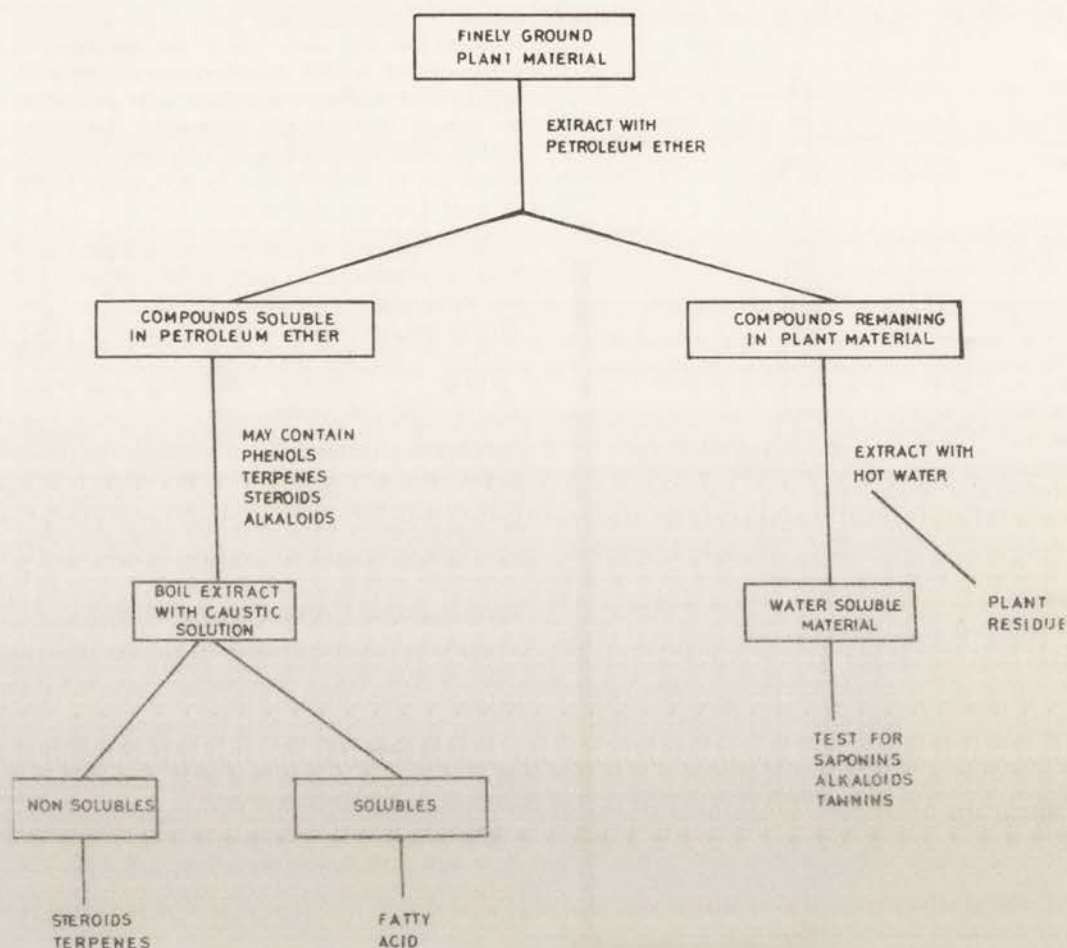 FINELY GROUND
PLANT MATERIAL
EXTRACT WITH
PETROLEUM ETHER
COMPOUNDS SOLUBLE
IN PETROLEUM ETHER
COMPOUNDS REMAINING
IN PLANT MATERIAL
MAY CONTAIN
PHENOLS
TERPENES
STEROIDS
ALKALOIDS
EXTRACT WITH
HOT WATER
BOIL EXTRACT
WITH CAUSTIC
SOLUTION
WATER SOLUBLE
MATERIAL
PLANT
RESIDUE
TEST FOR
SAPONINS
ALKALOIDS
TANNINS
NON SOLUBLES
SOLUBLES
STEROIDS
TERPENES
FATTY
ACID